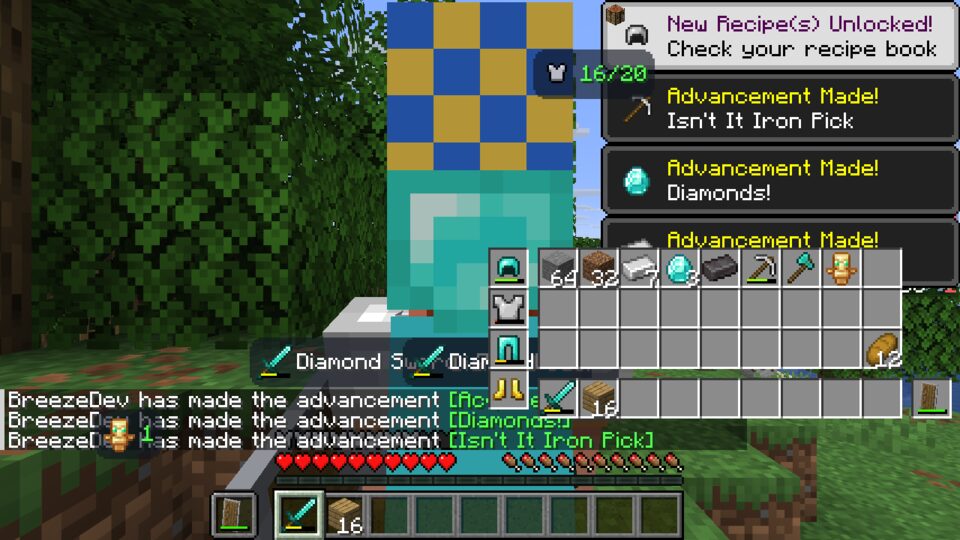 New Recipe(s) Unlocked!
Check your recipe book
16/20
Advancement Made!
Isn't It Iron Pick
Advancement Made!
Diamonds!
Advancement Made!
64
32
7
3
12
Diamond
BreezeDev has made the advancement
BreezeDev has made the advancement [Diamonds!]
has made the advancement [Isn't It Iron Pick]
1
16
16